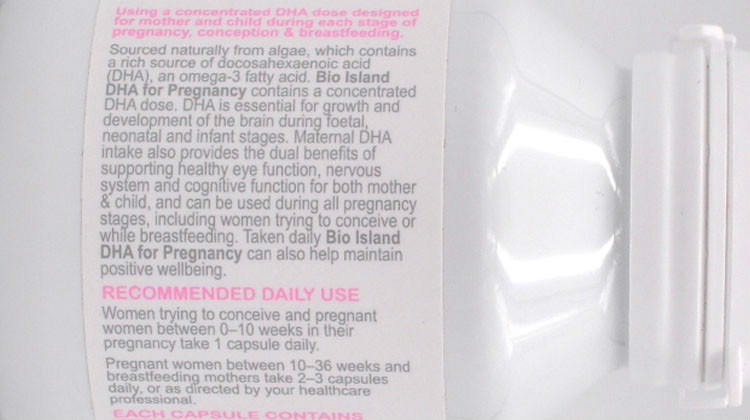 Using a concentrated DHA dose designed
for mother and child during each stage of
pregnancy, conception & breastfeeding.
Sourced naturally from algae, which contains
a rich source of docosahexaenoic acid
(DHA), an omega-3 fatty acid. Bio Island
DHA for Pregnancy contains a concentrated
DHA dose. DHA is essential for growth and
development of the brain during foetal,
neonatal and infant stages. Maternal DHA
intake also provides the dual benefits of
supporting healthy eye function, nervous
system and cognitive function for both mother
& child, and can be used during all pregnancy
stages, including women trying to conceive or
while breastfeeding. Taken daily Bio Island
DHA for Pregnancy can also help maintain
positive wellbeing.
RECOMMENDED DAILY USE
Women trying to conceive and pregnant
women between 0–10 weeks in their
pregnancy take 1 capsule daily.
Pregnant women between 10–36 weeks and
breastfeeding mothers take 2–3 capsules
daily, or as directed by your healthcare
professional.
EACH CAPSULE CONTAINS